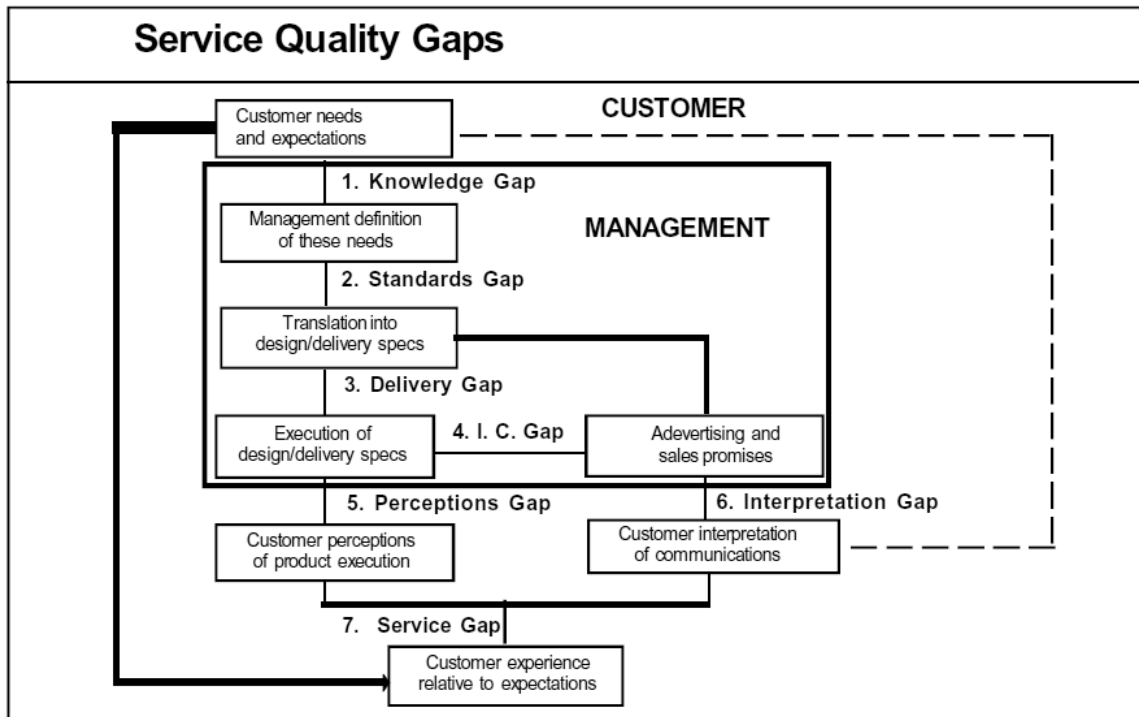 Service Quality Gaps
Customer needs
and expectations
CUSTOMER
1. Knowledge Gap
Management definition
of these needs
MANAGEMENT
2. Standards Gap
Translation into
design/delivery specs
3. Delivery Gap
Execution of
design/delivery specs
4. I. C. Gap
Adevertising and
sales promises
5. Perceptions Gap
6. Interpretation Gap
Customer perceptions
of product execution
Customer interpretation
of communications
7. Service Gap
Customer experience
relative to expectations